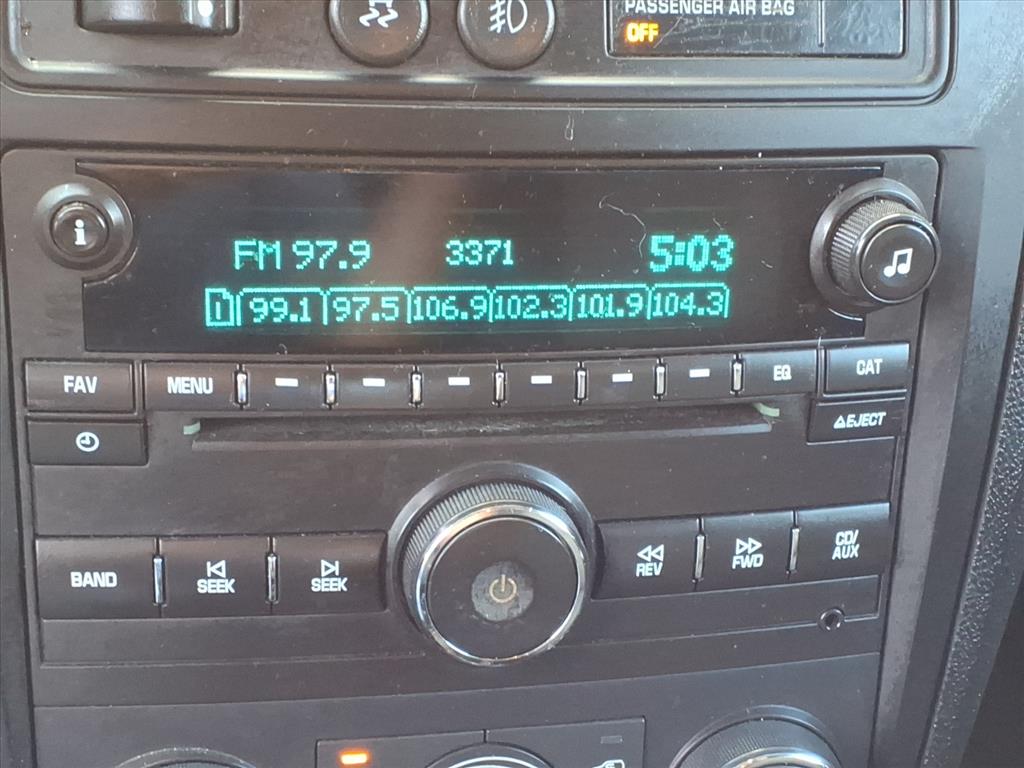 PASSENGER AIR BAG
OFF
i
FM 97.9 3371 5:03
1 99.1 97.5 106.9 102.3 101.9 104.3
FAV MENU EQ CAT
EJECT
BAND SEEK SEEK REV FWD CD/
AUX